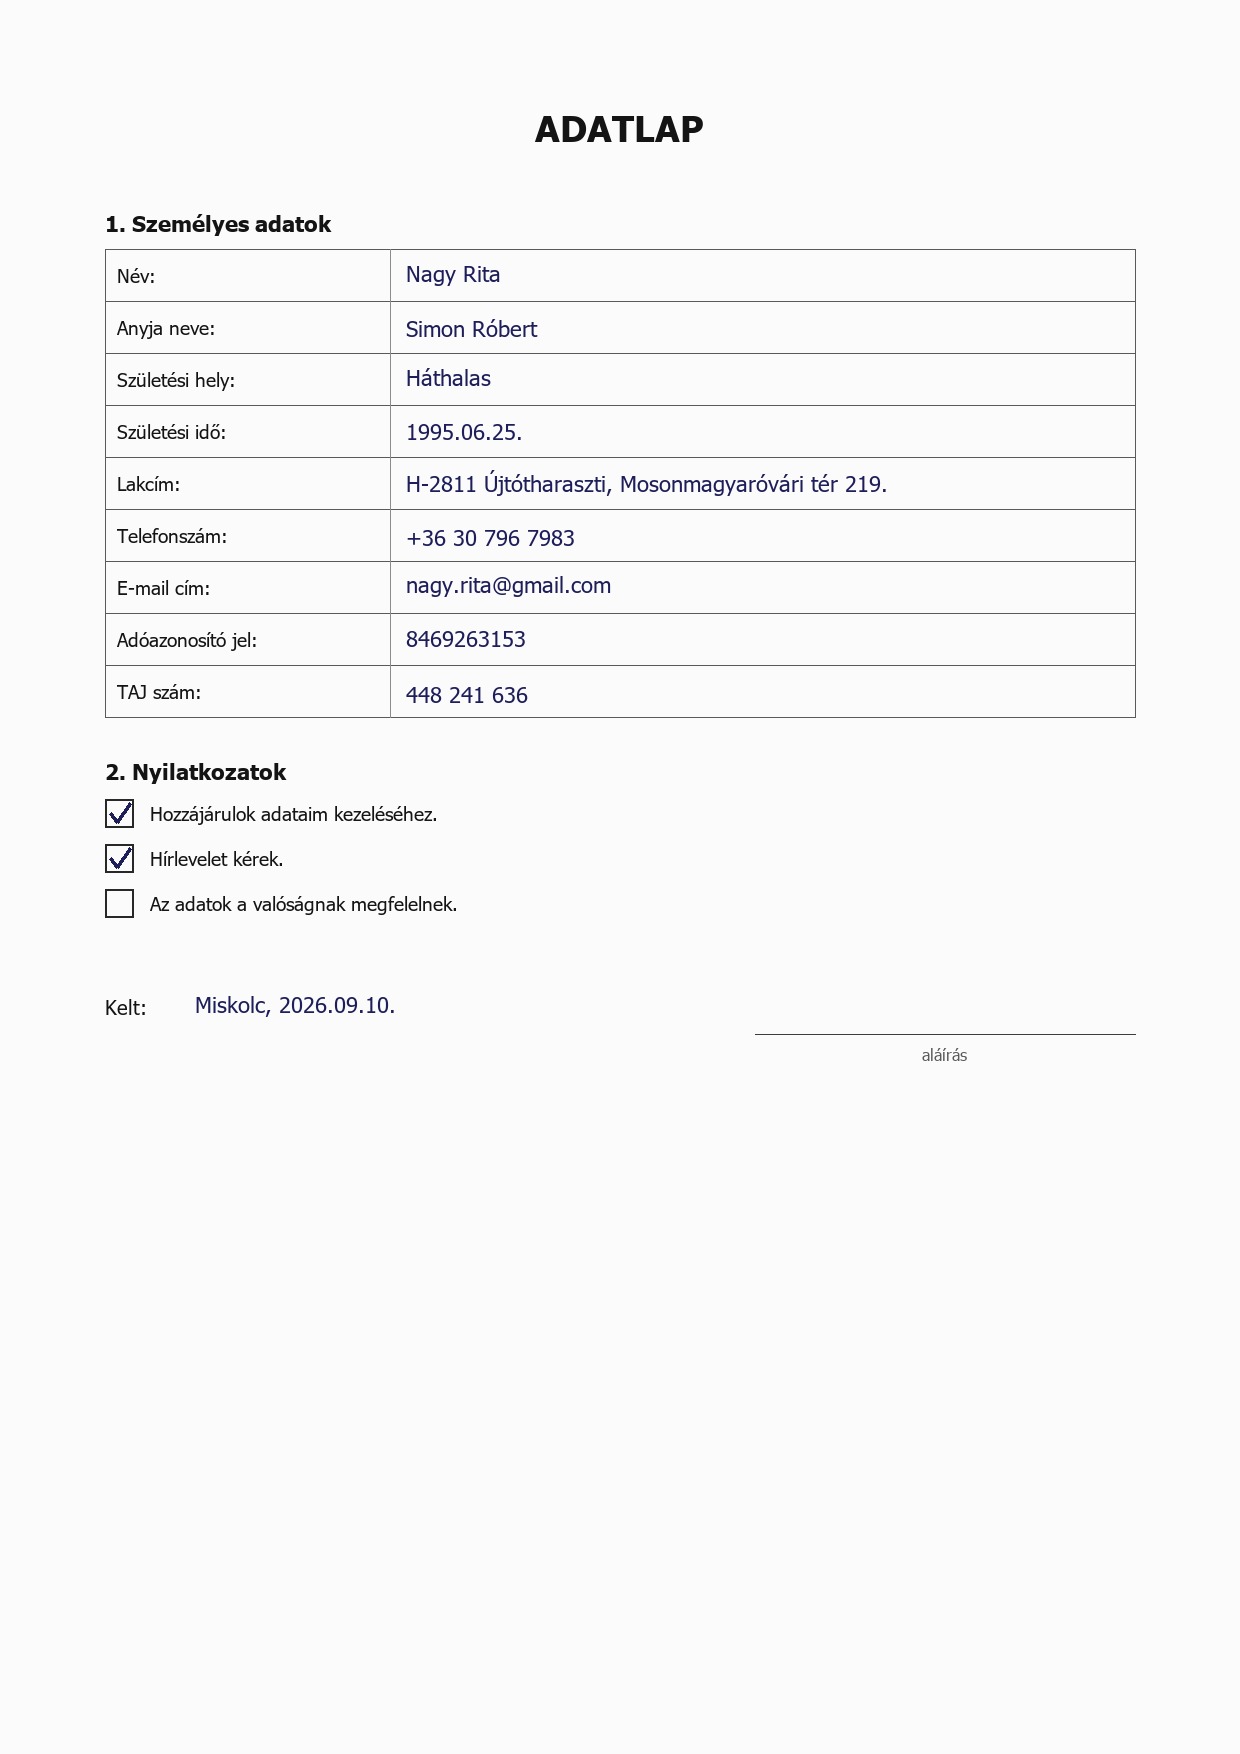 ADATLAP
1. Személyes adatok
Név: Nagy Rita
Anyja neve: Simon Róbert
Születési hely: Háthalas
Születési idő: 1995.06.25.
Lakcím: H-2811 Újtótharaszti, Mosonmagyaróvári tér 219.
Telefonszám: +36 30 796 7983
E-mail cím: nagy.rita@gmail.com
Adóazonosító jel: 8469263153
TAJ szám: 448 241 636
2. Nyilatkozatok
Hozzájárulok adataim kezeléséhez.
Hírlevelet kérek.
Az adatok a valóságnak megfelelnek.
Kelt: Miskolc, 2026.09.10.
aláírás